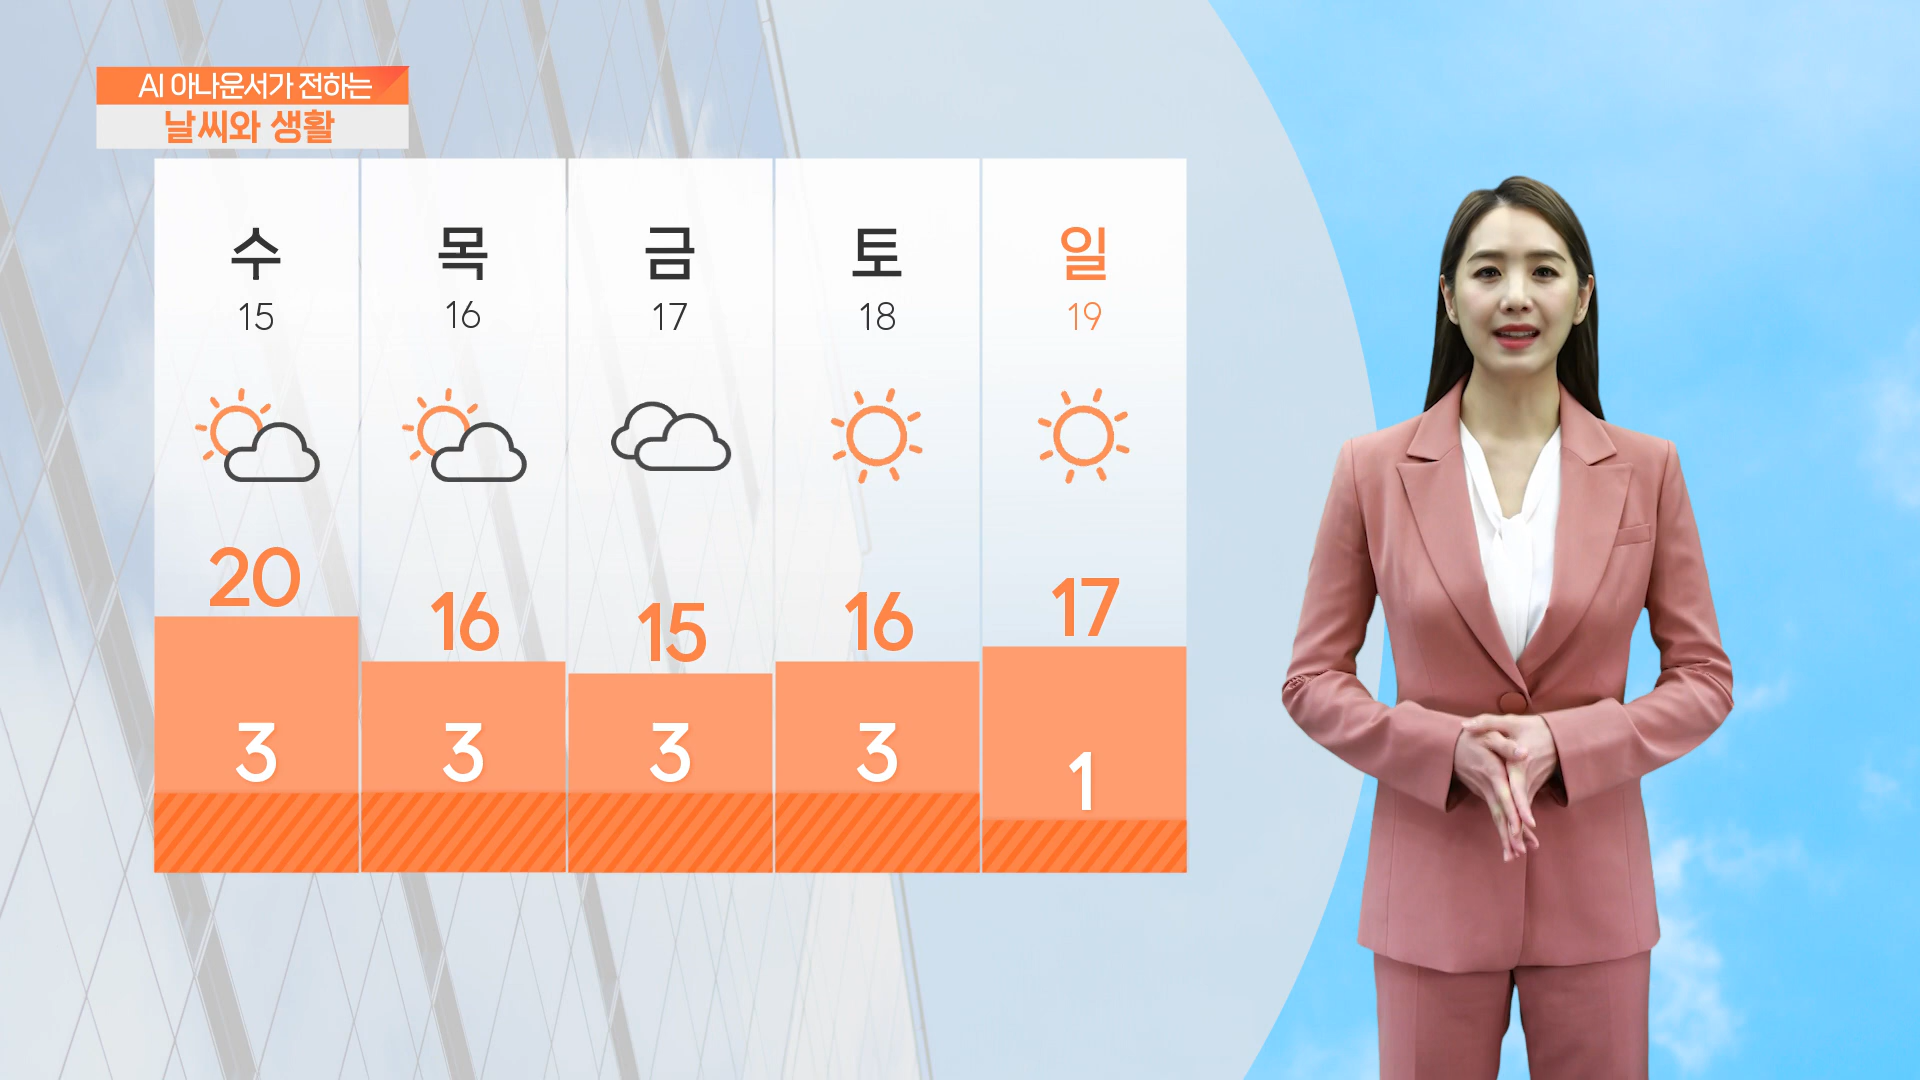 AI 아나운서가 전하는
날씨와 생활
수 목 금 토 일
15 16 17 18 19
20 16 15 16 17
3 3 3 3 1